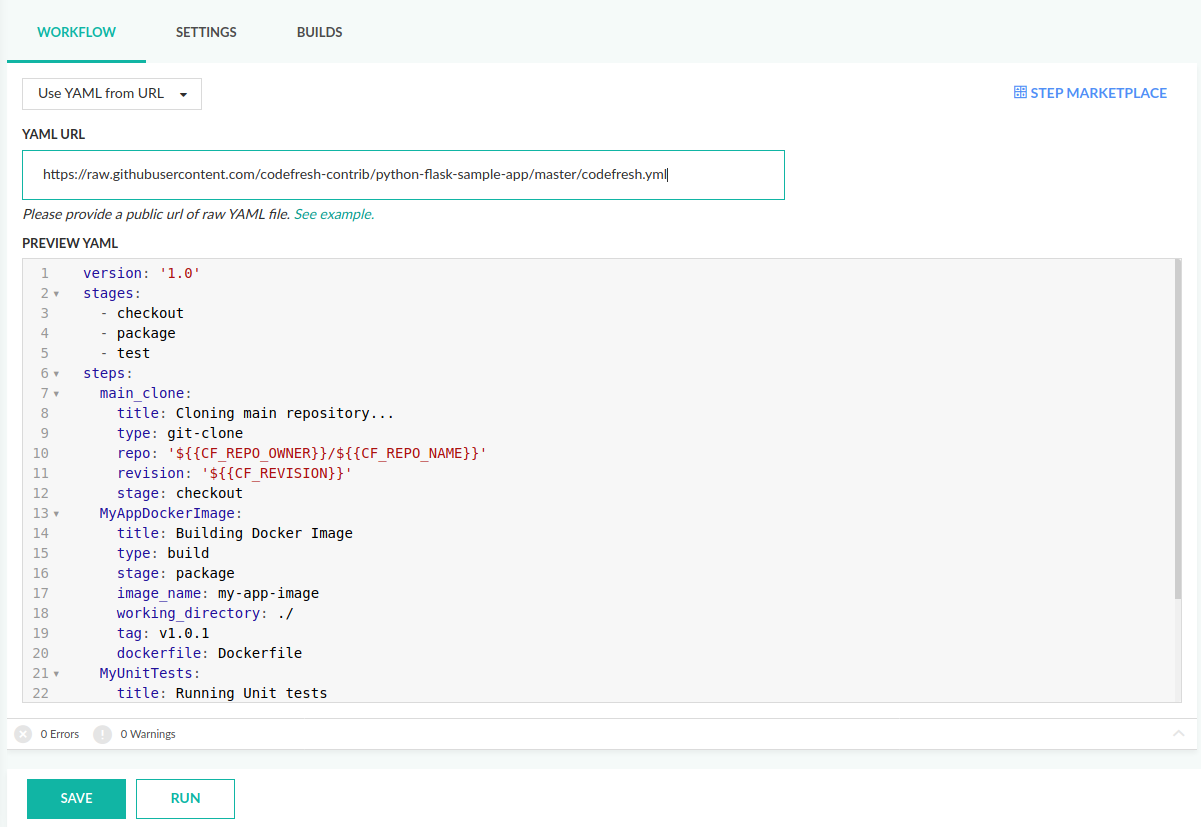 WORKFLOW SETTINGS BUILDS
Use YAML from URL STEP MARKETPLACE
YAML URL
https://raw.githubusercontent.com/codefresh-contrib/python-flask-sample-app/master/codefresh.yml
Please provide a public url of raw YAML file. See example.
PREVIEW YAML
1 version: '1.0'
2 stages:
3 - checkout
4 - package
5 - test
6 steps:
7 main_clone:
8 title: Cloning main repository...
9 type: git-clone
10 repo: '${{CF_REPO_OWNER}}/${{CF_REPO_NAME}}'
11 revision: '${{CF_REVISION}}'
12 stage: checkout
13 MyAppDockerImage:
14 title: Building Docker Image
15 type: build
16 stage: package
17 image_name: my-app-image
18 working_directory: ./
19 tag: v1.0.1
20 dockerfile: Dockerfile
21 MyUnitTests:
22 title: Running Unit tests
0 Errors 0 Warnings
SAVE RUN